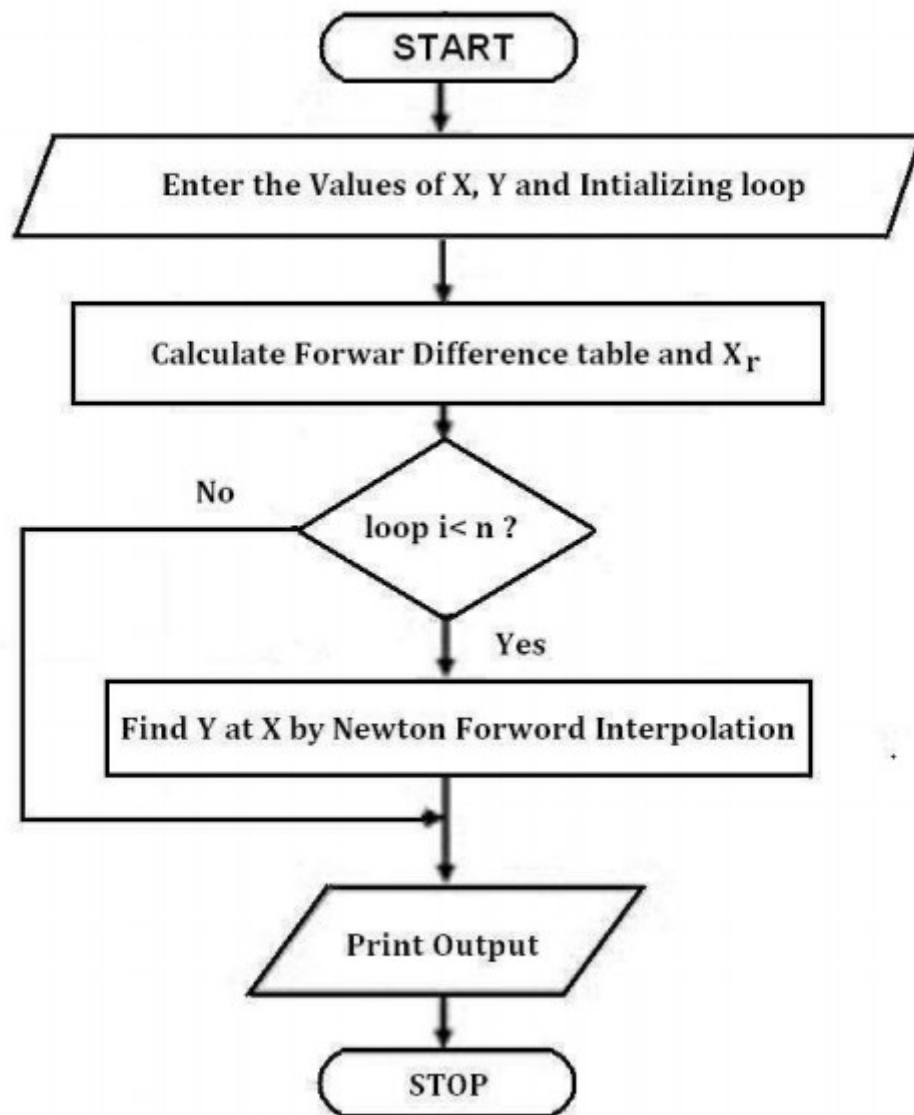 START
Enter the Values of X, Y and Intializing loop
Calculate Forwar Difference table and Xr
No
loop i< n ?
Yes
Find Y at X by Newton Forword Interpolation
Print Output
STOP